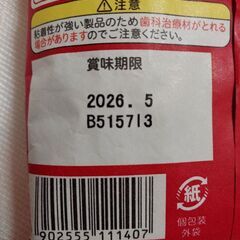 ⚠注意
粘着性が強い製品のため歯科治療材がとれる
場合がありますのでご注意ください。
賞味期限
2026.5
B5157I3
902555 111407
紙
個包装
外袋